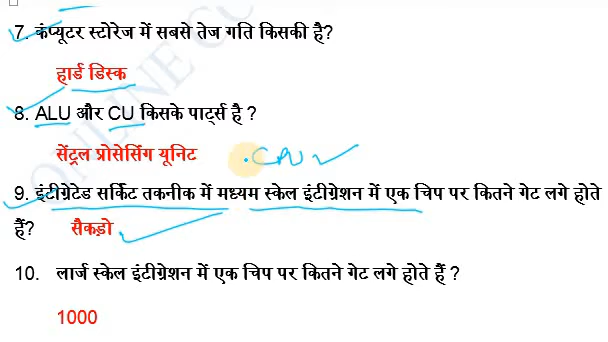 7. कंप्यूटर स्टोरेज में सबसे तेज गति किसकी है?
हार्ड डिस्क
8. ALU और CU किसके पार्ट्स है ?
सेंट्रल प्रोसेसिंग यूनिट
. CPU
9. इंटीग्रेटेड सर्किट तकनीक में मध्यम स्केल इंटीग्रेशन में एक चिप पर कितने गेट लगे होते
हैं? सैकड़ो
10. लार्ज स्केल इंटीग्रेशन में एक चिप पर कितने गेट लगे होते हैं ?
1000